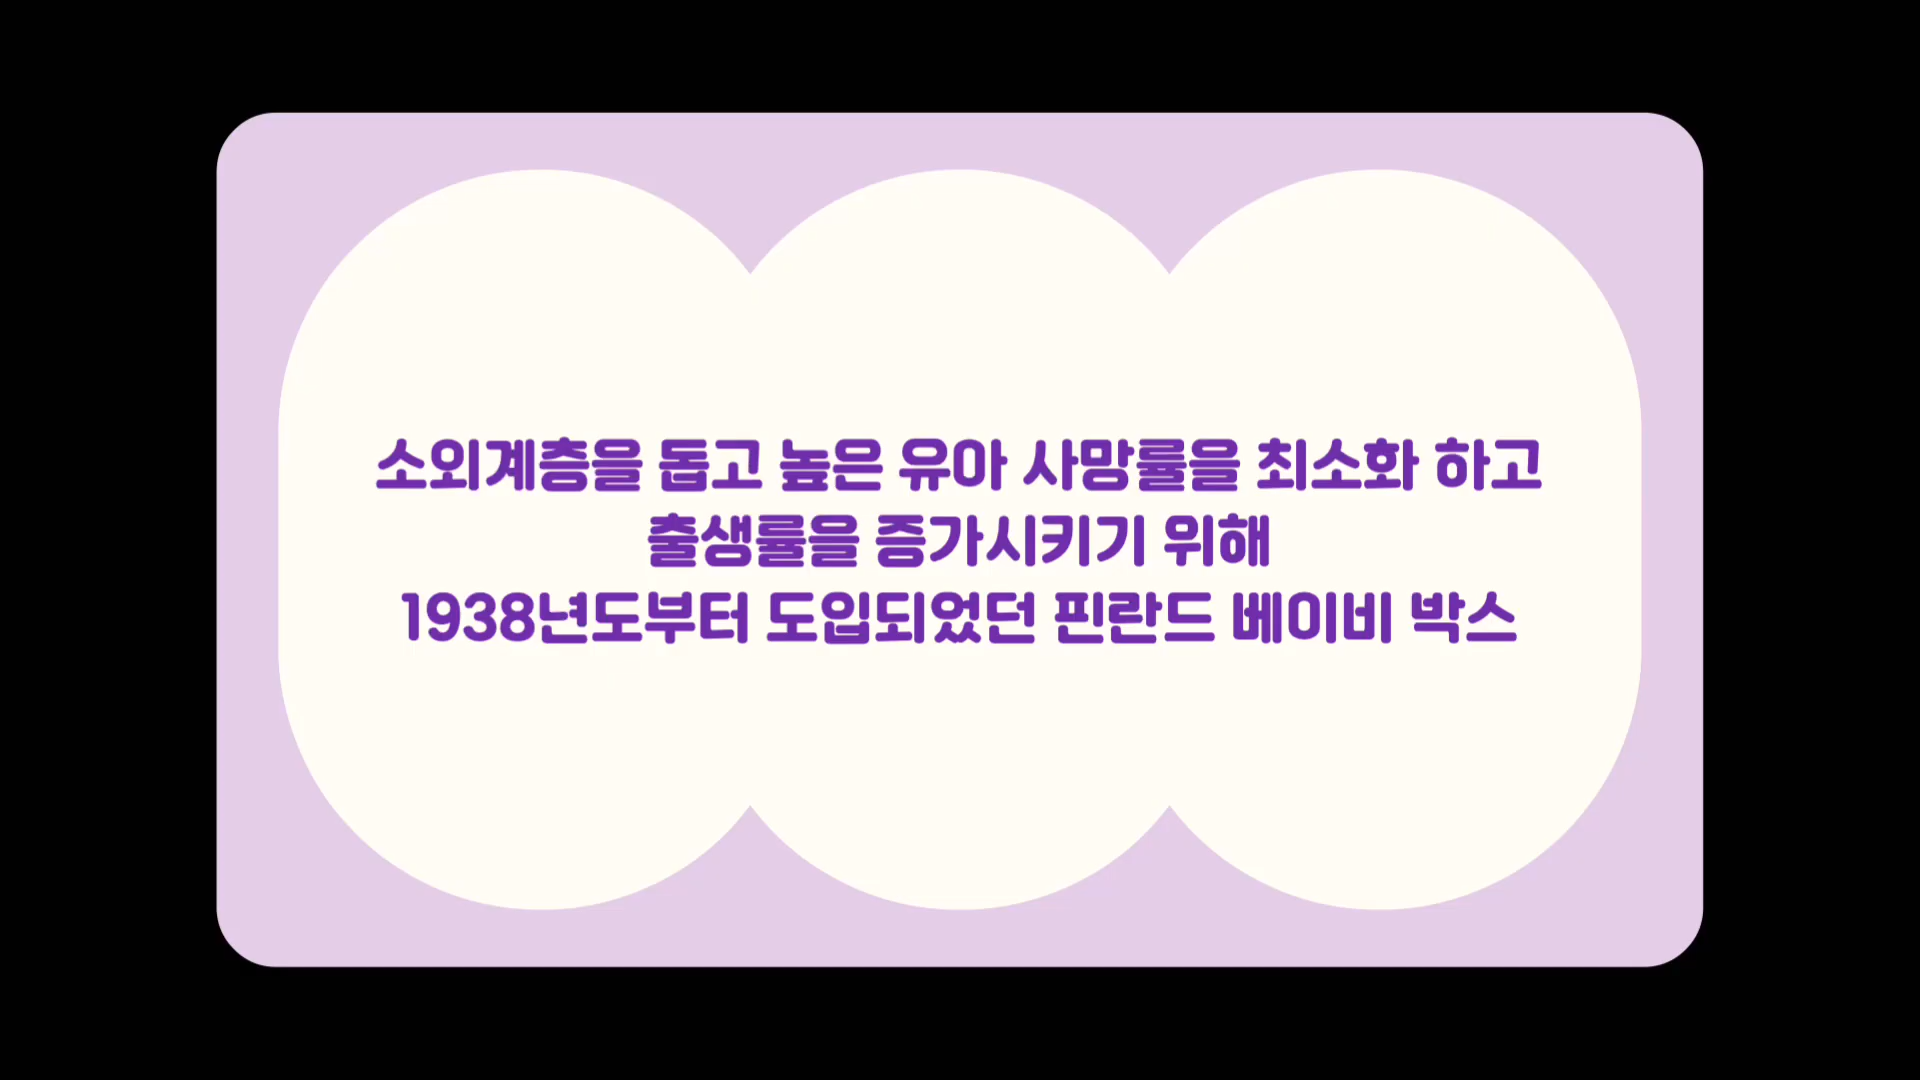 소외계층을 돕고 높은 유아 사망률을 최소화 하고
출생률을 증가시키기 위해
1938년도부터 도입되었던 핀란드 베이비 박스